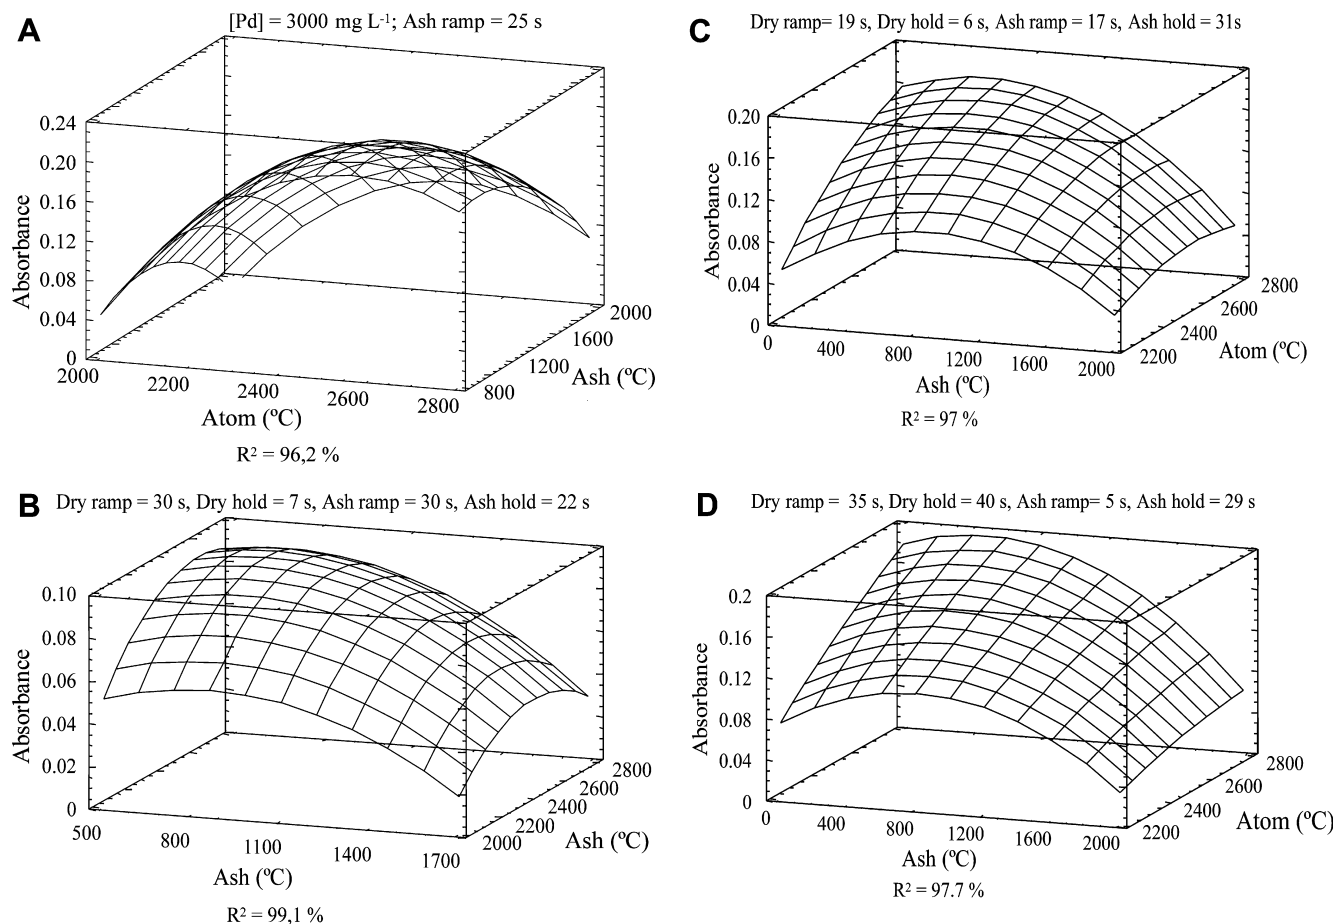 A
[Pd] = 3000 mg L-1; Ash ramp = 25 s
0.24
0.20
0.16
0.12
0.08
0.04
0
Absorbance
2000
2200
2400
2600
2800
Atom (ºC)
800
1200
1600
2000
Ash (ºC)
R2 = 96,2 %
C
Dry ramp= 19 s, Dry hold = 6 s, Ash ramp = 17 s, Ash hold = 31s
0.20
0.16
0.12
0.08
0.04
0
Absorbance
0
400
800
1200
1600
2000
Ash (ºC)
2200
2400
2600
2800
Atom (ºC)
R2 = 97 %
B
Dry ramp = 30 s, Dry hold = 7 s, Ash ramp = 30 s, Ash hold = 22 s
0.10
0.08
0.06
0.04
0.02
0
Absorbance
500
800
1100
1400
1700
Ash (ºC)
2000
2200
2400
2600
2800
Ash (ºC)
R2 = 99,1 %
D
Dry ramp = 35 s, Dry hold = 40 s, Ash ramp= 5 s, Ash hold = 29 s
0.2
0.16
0.12
0.08
0.04
0
Absorbance
0
400
800
1200
1600
2000
Ash (ºC)
2200
2400
2600
2800
Atom (ºC)
R2 = 97.7 %